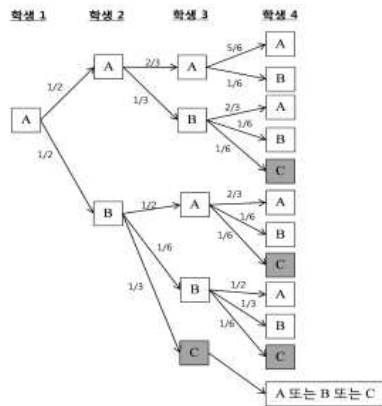 학생 1 학생 2 학생 3 학생 4
A
5/6
A 2/3 A
1/6 B
1/2 1/3 2/3 A
B 1/6
A B
1/6
1/2 C
2/3 A
B 1/2 A 1/6
B
1/6
1/6 C
1/2 A
1/3 B 1/3
B
1/6
C C
A 또는 B 또는 C